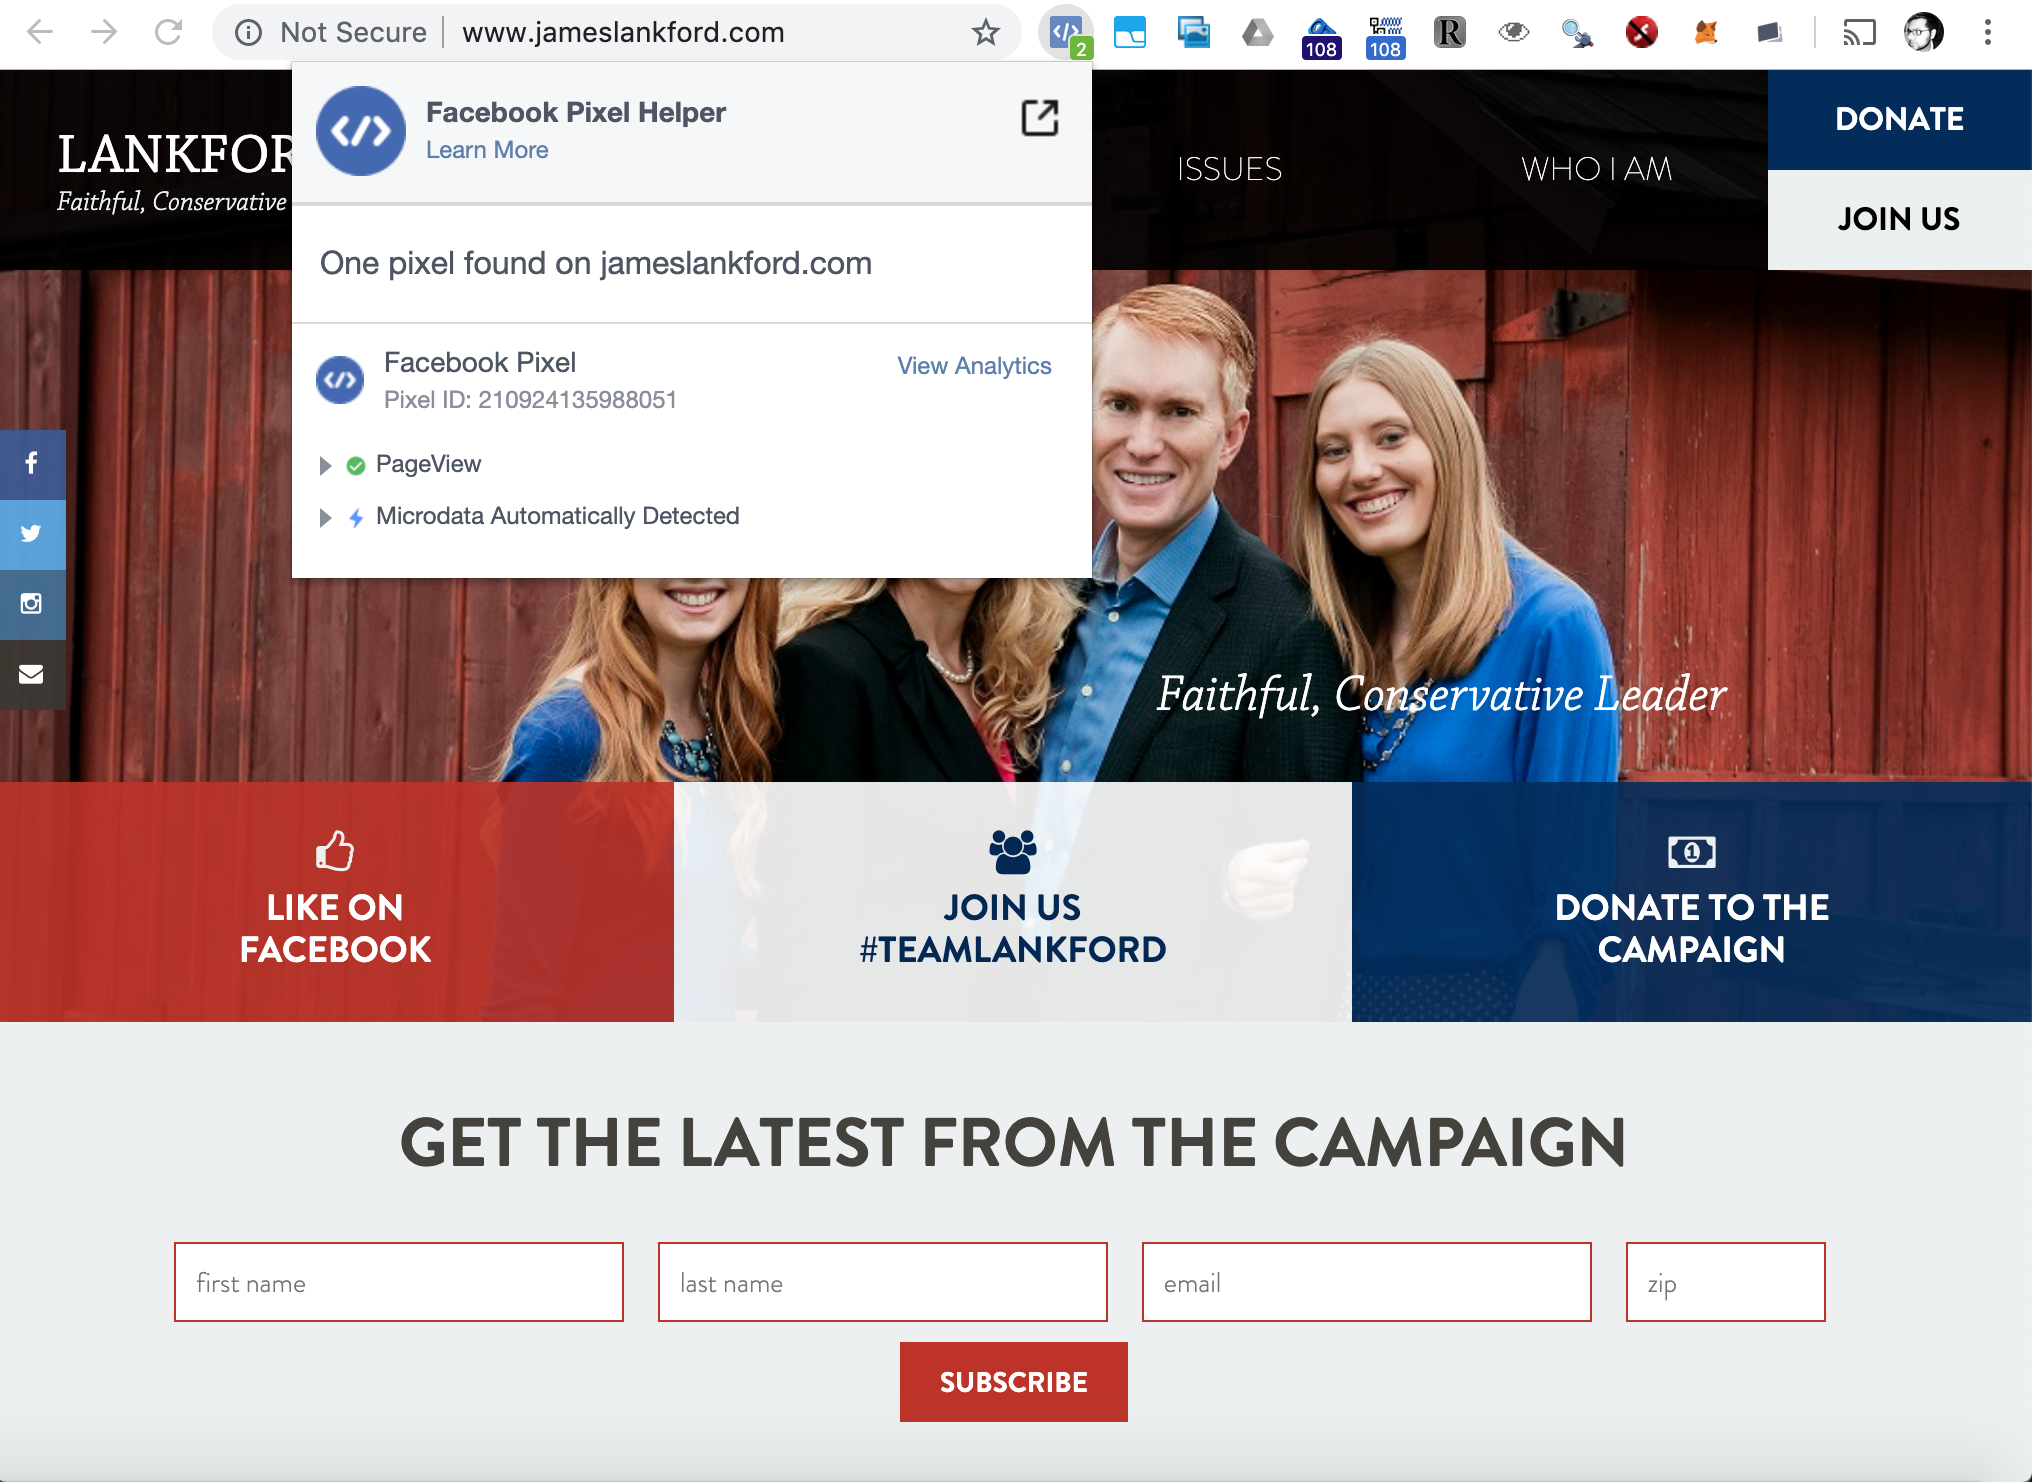 Not Secure www.jameslankford.com
2
108
108
R
Facebook Pixel Helper
Learn More
One pixel found on jameslankford.com
Facebook Pixel
View Analytics
Pixel ID: 210924135988051
PageView
Microdata Automatically Detected
LANKFOR
Faithful, Conservative
ISSUES
WHO I AM
DONATE
JOIN US
Faithful, Conservative Leader
LIKE ON
FACEBOOK
JOIN US
#TEAMLANKFORD
DONATE TO THE
CAMPAIGN
GET THE LATEST FROM THE CAMPAIGN
first name
last name
email
zip
SUBSCRIBE